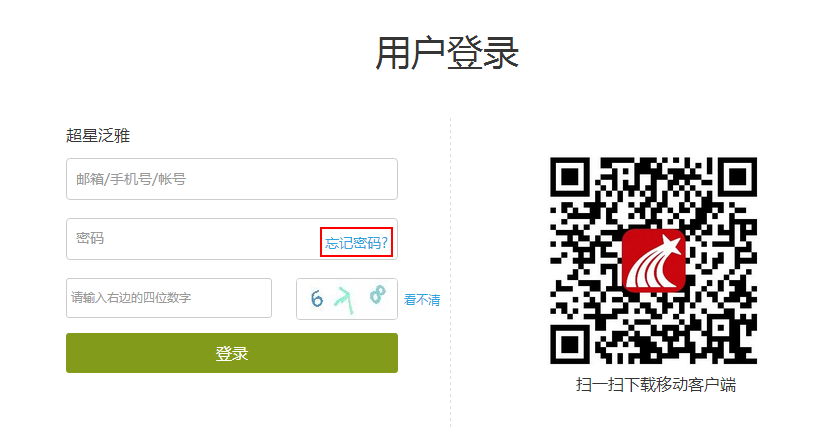 用户登录
超星泛雅
邮箱/手机号/帐号
密码
忘记密码?
请输入右边的四位数字
看不清
登录
扫一扫下载移动客户端